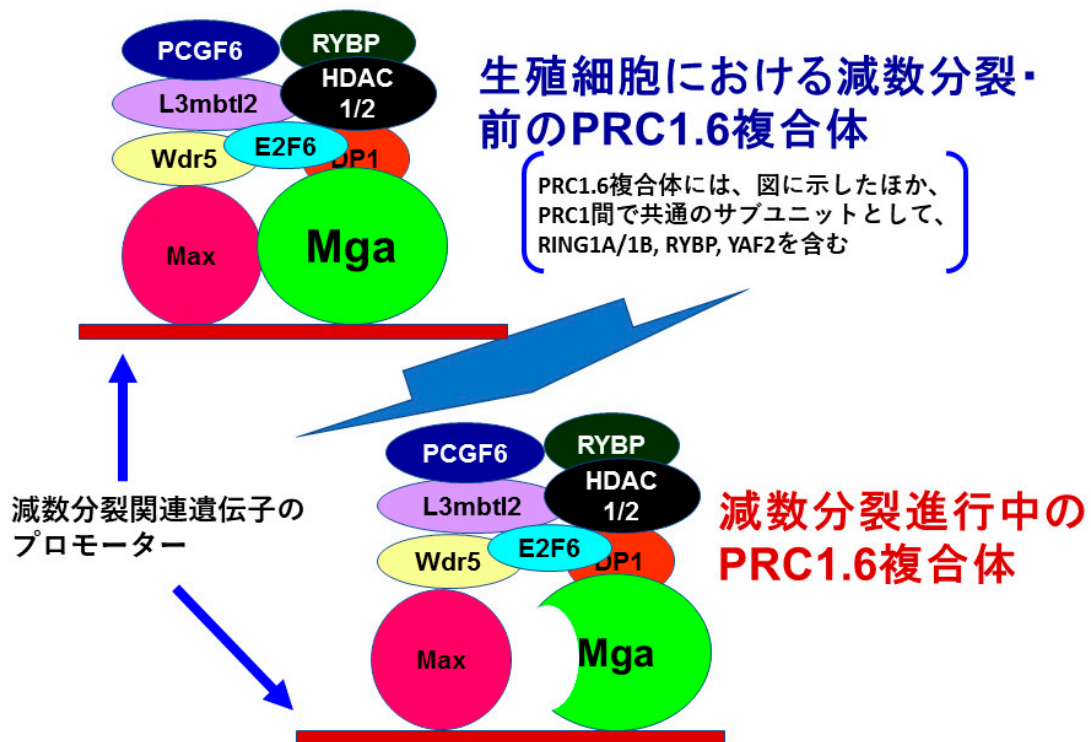 PCGF6
RYBP
L3mbtl2
HDAC
1/2
Wdr5
E2F6
DP1
Max
Mga
生殖細胞における減数分裂・
前のPRC1.6複合体
PRC1.6複合体には、図に示したほか、
PRC1間で共通のサブユニットとして、
RING1A/1B, RYBP, YAF2を含む
減数分裂関連遺伝子の
プロモーター
PCGF6
RYBP
L3mbtl2
HDAC
1/2
Wdr5
E2F6
DP1
Max
Mga
減数分裂進行中の
PRC1.6複合体